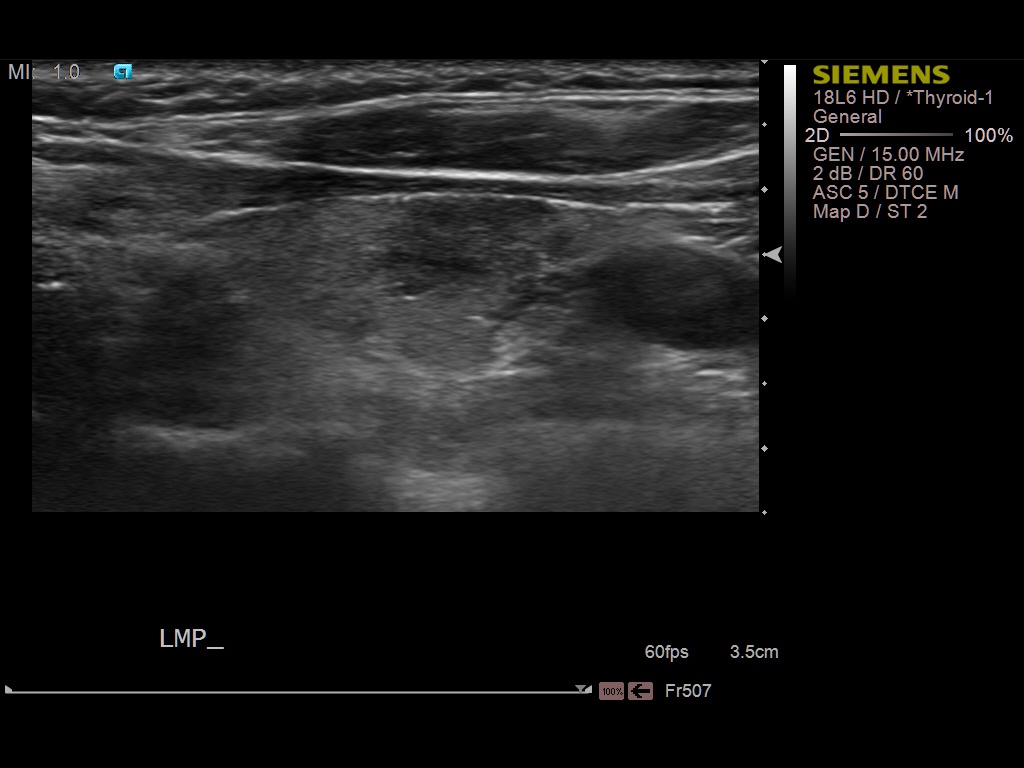 MI: 1.0
SIEMENS
18L6 HD / *Thyroid-1
General
2D 100%
GEN / 15.00 MHz
2 dB / DR 60
ASC 5 / DTCE M
Map D / ST 2
LMP_
60fps 3.5cm
100% Fr507